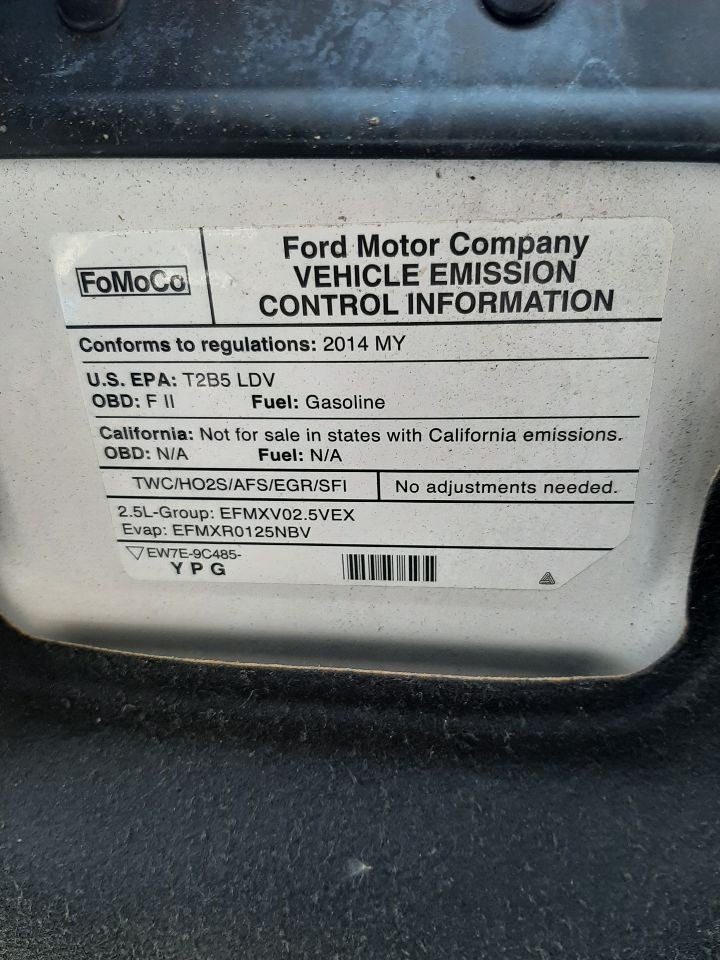 FoMoCo
Ford Motor Company
VEHICLE EMISSION
CONTROL INFORMATION
Conforms to regulations: 2014 MY
U.S. EPA: T2B5 LDV
OBD: F II Fuel: Gasoline
California: Not for sale in states with California emissions.
OBD: N/A Fuel: N/A
TWC/HO2S/AFS/EGR/SFI No adjustments needed.
2.5L-Group: EFMXV02.5VEX
Evap: EFMXR0125NBV
EW7E-9C485-
Y P G